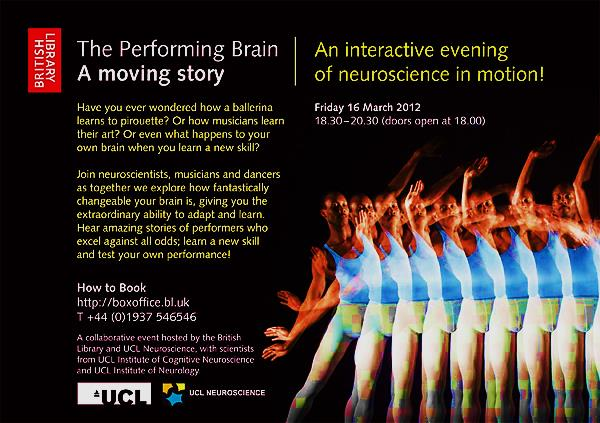 BRITISH
LIBRARY
The Performing Brain
A moving story
An interactive evening
of neuroscience in motion!
Have you ever wondered how a ballerina
learns to pirouette? Or how musicians learn
their art? Or even what happens to your
own brain when you learn a new skill?
Join neuroscientists, musicians and dancers
as together we explore how fantastically
changeable your brain is, giving you the
extraordinary ability to adapt and learn.
Hear amazing stories of performers who
excel against all odds; learn a new skill
and test your own performance!
Friday 16 March 2012
18.30–20.30 (doors open at 18.00)
How to Book
http://boxoffice.bl.uk
T +44 (0)1937 546546
A collaborative event hosted by the British
Library and UCL Neuroscience, with scientists
from UCL Institute of Cognitive Neuroscience
and UCL Institute of Neurology
UCL
UCL NEUROSCIENCE